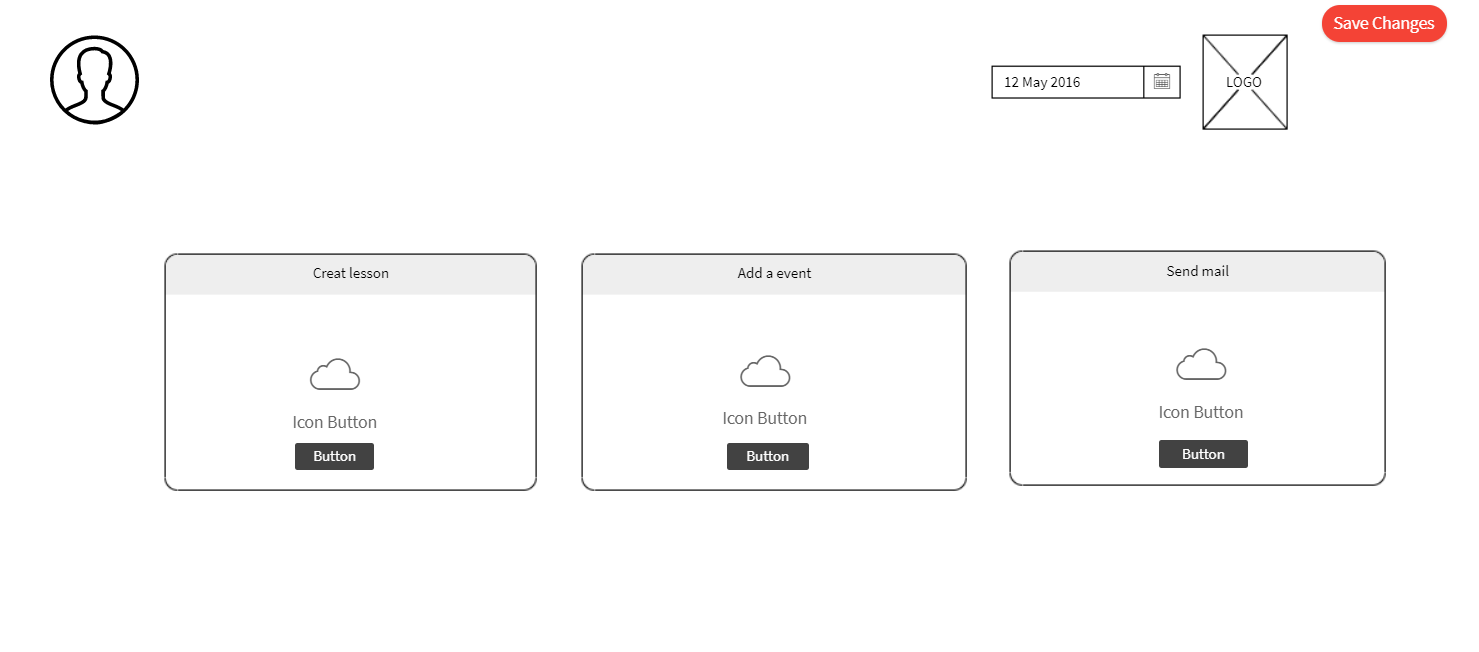 Save Changes
12 May 2016
LOGO
Creat lesson
Add a event
Send mail
Icon Button
Icon Button
Icon Button
Button
Button
Button